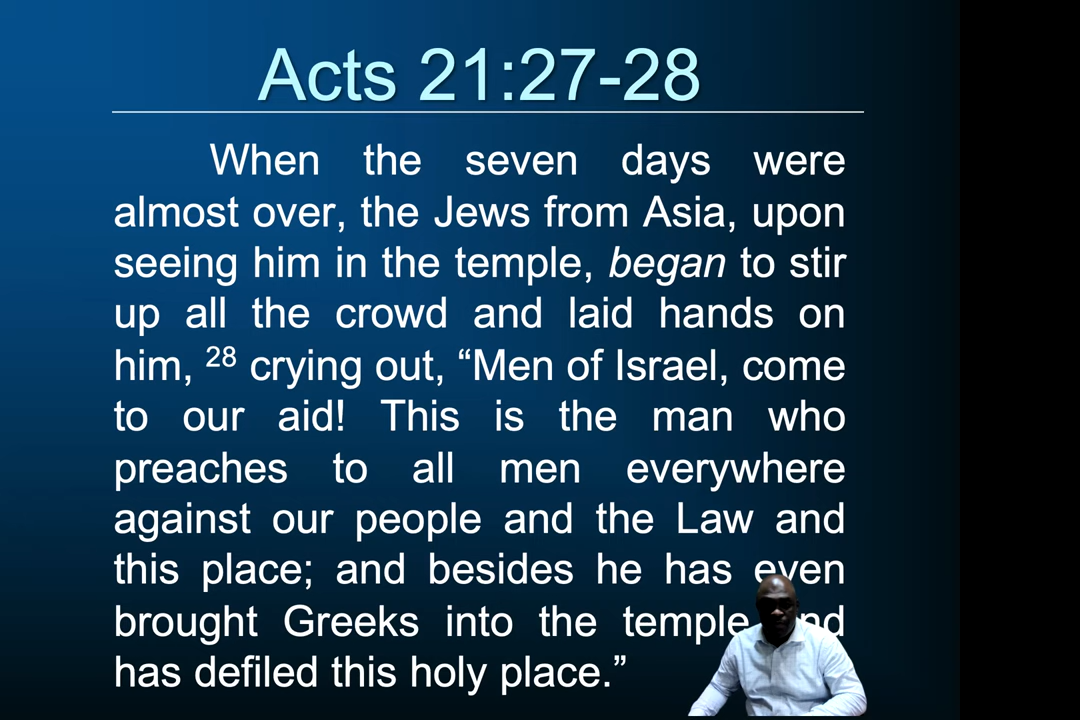 Acts 21:27-28
When the seven days were
almost over, the Jews from Asia, upon
seeing him in the temple, began to stir
up all the crowd and laid hands on
him, 28 crying out, “Men of Israel, come
to our aid! This is the man who
preaches to all men everywhere
against our people and the Law and
this place; and besides he has even
brought Greeks into the temple and
has defiled this holy place.”